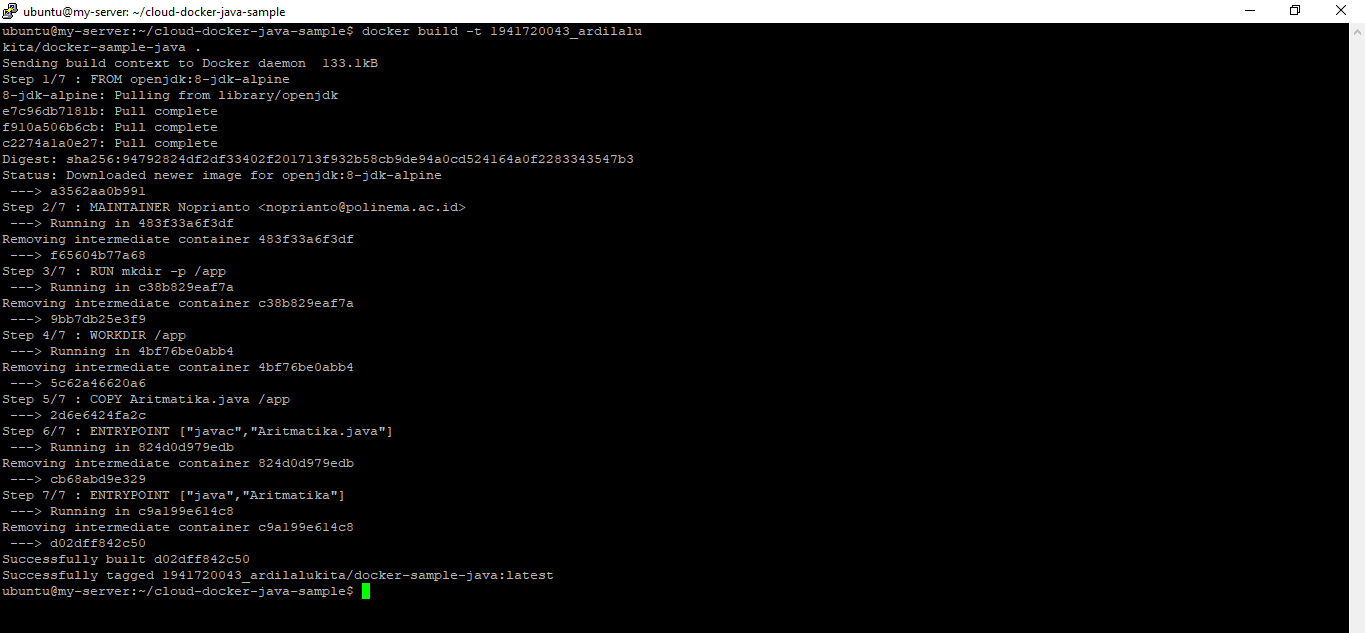 ubuntu@my-server: ~/cloud-docker-java-sample
ubuntu@my-server:~/cloud-docker-java-sample$ docker build -t 1941720043_ardilalu
kita/docker-sample-java .
Sending build context to Docker daemon  133.1kB
Step 1/7 : FROM openjdk:8-jdk-alpine
8-jdk-alpine: Pulling from library/openjdk
e7c96db7181b: Pull complete
f910a506b6cb: Pull complete
c2274a1a0e27: Pull complete
Digest: sha256:94792824df2df33402f201713f932b58cb9de94a0cd524164a0f2283343547b3
Status: Downloaded newer image for openjdk:8-jdk-alpine
 ---> a3562aa0b991
Step 2/7 : MAINTAINER Noprianto <noprianto@polinema.ac.id>
 ---> Running in 483f33a6f3df
Removing intermediate container 483f33a6f3df
 ---> f65604b77a68
Step 3/7 : RUN mkdir -p /app
 ---> Running in c38b829eaf7a
Removing intermediate container c38b829eaf7a
 ---> 9bb7db25e3f9
Step 4/7 : WORKDIR /app
 ---> Running in 4bf76be0abb4
Removing intermediate container 4bf76be0abb4
 ---> 5c62a46620a6
Step 5/7 : COPY Aritmatika.java /app
 ---> 2d6e6424fa2c
Step 6/7 : ENTRYPOINT ["javac","Aritmatika.java"]
 ---> Running in 824d0d979edb
Removing intermediate container 824d0d979edb
 ---> cb68abd9e329
Step 7/7 : ENTRYPOINT ["java","Aritmatika"]
 ---> Running in c9a199e614c8
Removing intermediate container c9a199e614c8
 ---> d02dff842c50
Successfully built d02dff842c50
Successfully tagged 1941720043_ardilalukita/docker-sample-java:latest
ubuntu@my-server:~/cloud-docker-java-sample$